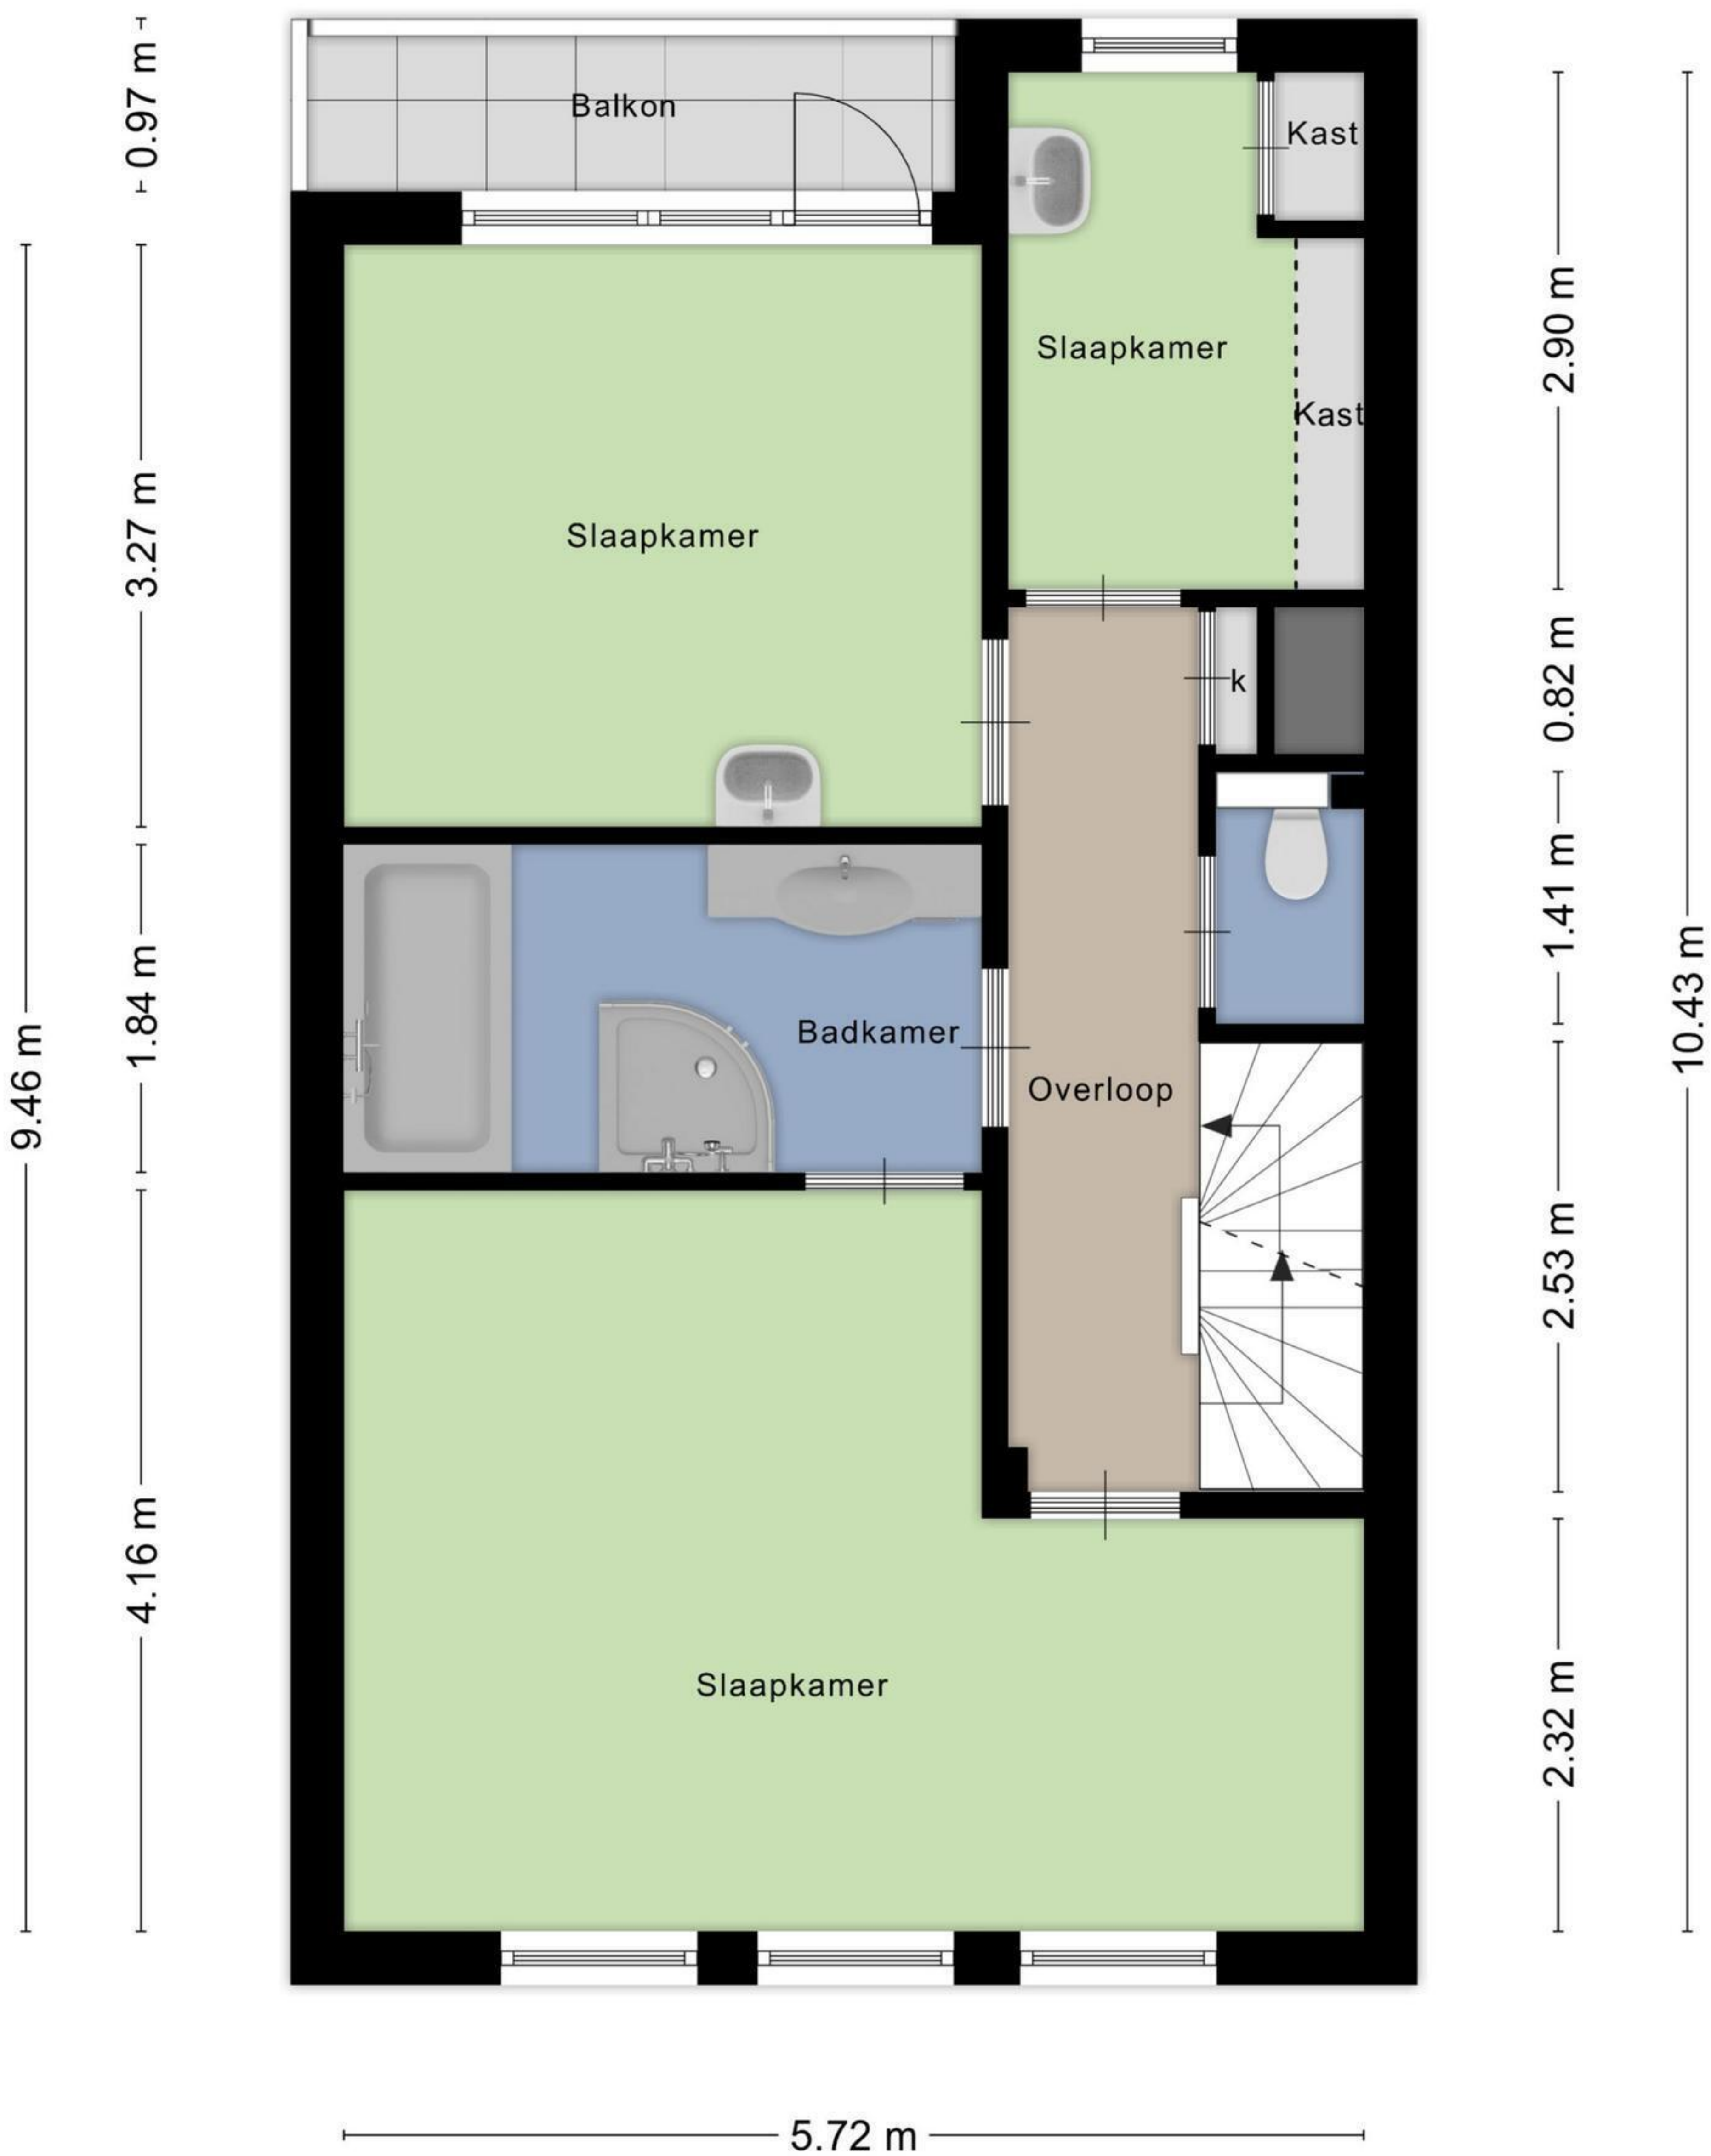 0.97 m
Balkon
Kast
2.90 m
Slaapkamer
Kast
3.27 m
Slaapkamer
k
0.82 m
1.41 m
1.84 m
Badkamer
Overloop
9.46 m
10.43 m
2.53 m
4.16 m
Slaapkamer
2.32 m
5.72 m